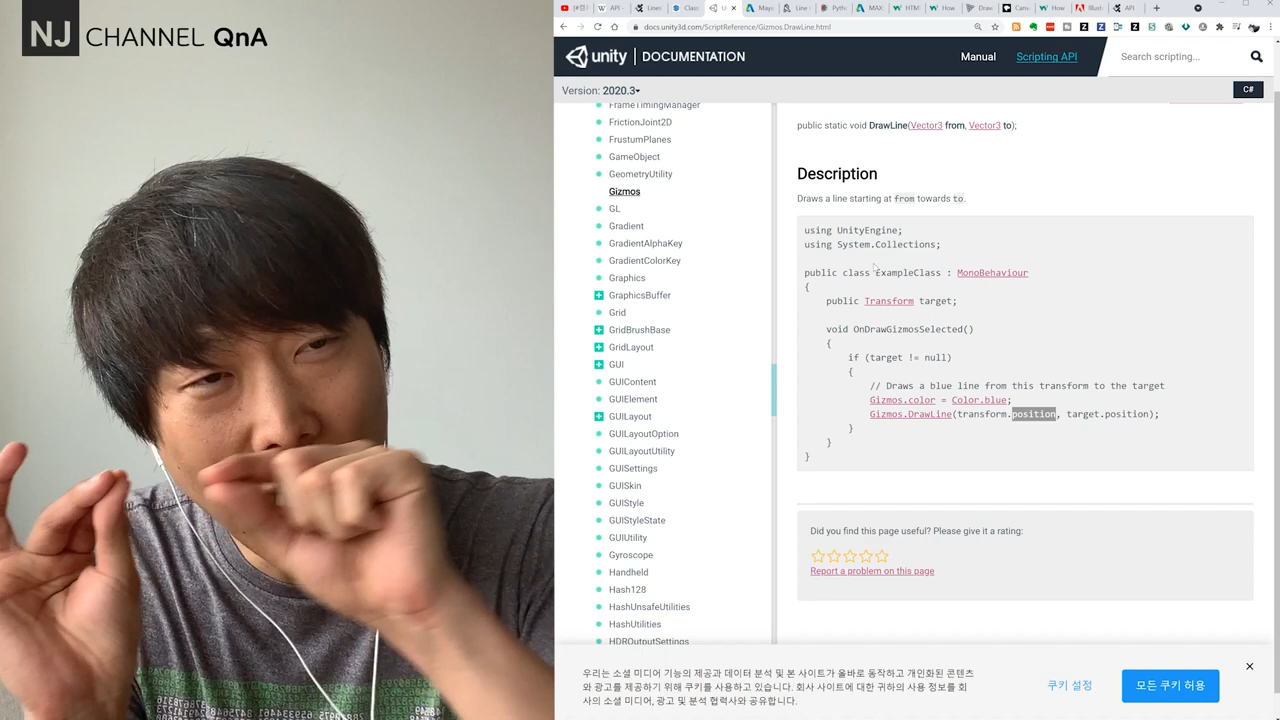 NJ CHANNEL QnA
docs.unity3d.com/ScriptReference/Gizmos.DrawLine.html
unity DOCUMENTATION
Manual
Scripting API
Search scripting...
Version: 2020.3
C#
FrameTimingManager
FrictionJoint2D
FrustumPlanes
GameObject
GeometryUtility
Gizmos
GL
Gradient
GradientAlphaKey
GradientColorKey
Graphics
GraphicsBuffer
Grid
GridBrushBase
GridLayout
GUI
GUIContent
GUIElement
GUILayout
GUILayoutOption
GUILayoutUtility
GUISettings
GUISkin
GUIStyle
GUIStyleState
GUIUtility
Gyroscope
Handheld
Hash128
HashUnsafeUtilities
HashUtilities
HDROutputSettings
public static void DrawLine(Vector3 from, Vector3 to);
Description
Draws a line starting at from towards to.
using UnityEngine;
using System.Collections;
public class ExampleClass : MonoBehaviour
{
public Transform target;
void OnDrawGizmosSelected()
{
if (target != null)
{
// Draws a blue line from this transform to the target
Gizmos.color = Color.blue;
Gizmos.DrawLine(transform.position, target.position);
}
}
}
Did you find this page useful? Please give it a rating:
Report a problem on this page
우리는 소셜 미디어 기능의 제공과 데이터 분석 및 본 사이트가 올바로 동작하고 개인화된 콘텐츠
와 광고를 제공하기 위해 쿠키를 사용하고 있습니다. 회사 사이트에 대한 귀하의 사용 정보를 회
사의 소셜 미디어, 광고 및 분석 협력사와 공유합니다.
쿠키 설정
모든 쿠키 허용